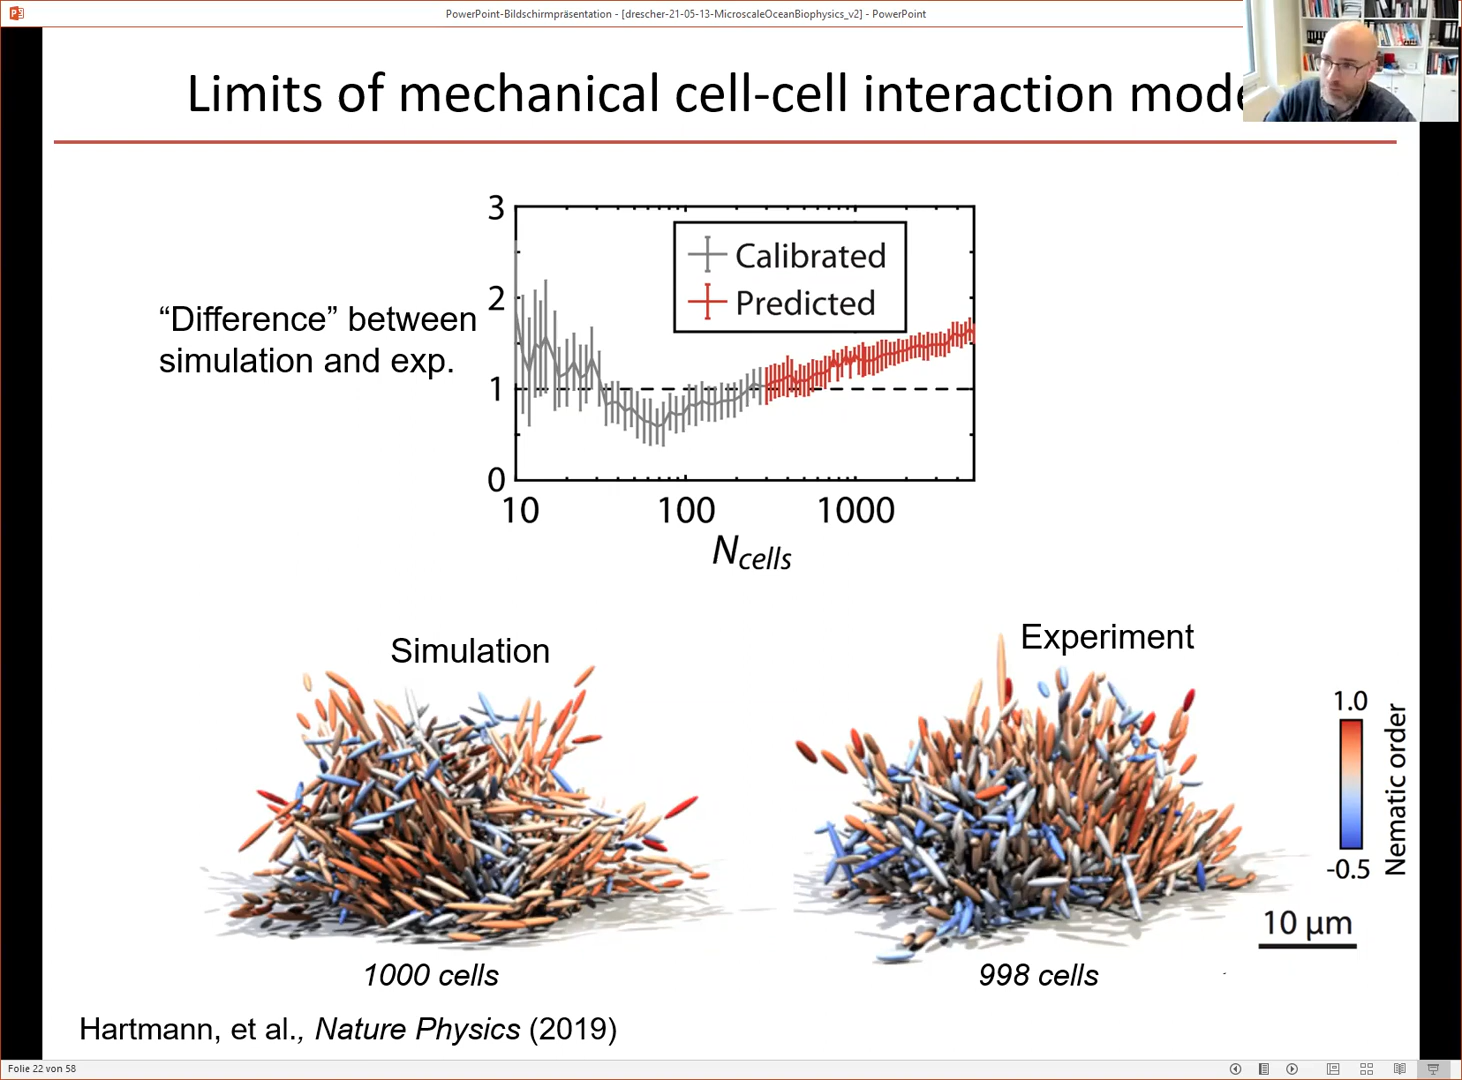 PowerPoint-Bildschirmpräsentation - [drescher-21-05-13-MicroscaleOceanBiophysics_v2] - PowerPoint
Limits of mechanical cell-cell interaction
3
2
1
0
Calibrated
Predicted
“Difference” between
simulation and exp.
10 100 1000
Ncells
Simulation
Experiment
1.0
-0.5
Nematic order
10 µm
1000 cells
998 cells
Hartmann, et al., Nature Physics (2019)
Folie 22 von 58